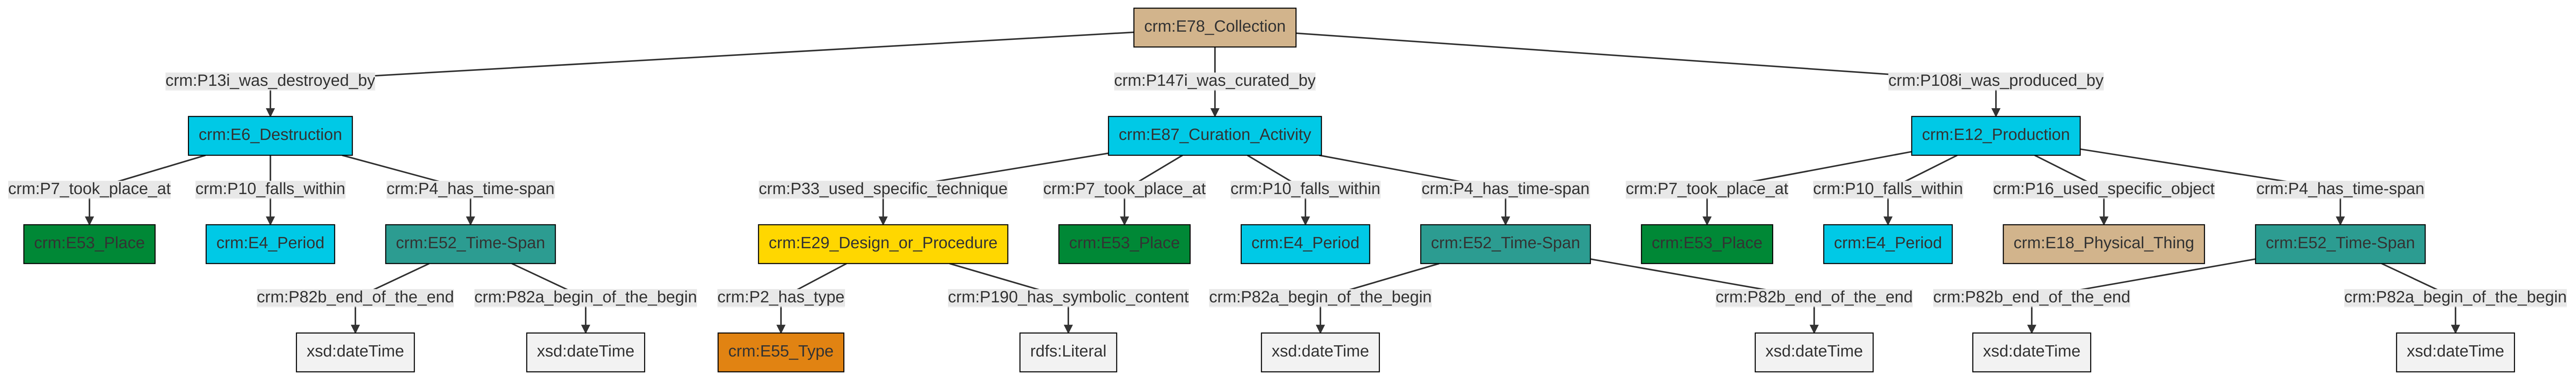 crm:E78_Collection
crm:P13i_was_destroyed_by
crm:P147i_was_curated_by
crm:P108i_was_produced_by
crm:E6_Destruction
crm:E87_Curation_Activity
crm:E12_Production
crm:P7_took_place_at
crm:P10_falls_within
crm:P4_has_time-span
crm:P33_used_specific_technique
crm:P7_took_place_at
crm:P10_falls_within
crm:P4_has_time-span
crm:P7_took_place_at
crm:P10_falls_within
crm:P16_used_specific_object
crm:P4_has_time-span
crm:E53_Place
crm:E4_Period
crm:E52_Time-Span
crm:E29_Design_or_Procedure
crm:E53_Place
crm:E4_Period
crm:E52_Time-Span
crm:E53_Place
crm:E4_Period
crm:E18_Physical_Thing
crm:E52_Time-Span
crm:P82b_end_of_the_end
crm:P82a_begin_of_the_begin
crm:P2_has_type
crm:P190_has_symbolic_content
crm:P82a_begin_of_the_begin
crm:P82b_end_of_the_end
crm:P82b_end_of_the_end
crm:P82a_begin_of_the_begin
xsd:dateTime
xsd:dateTime
crm:E55_Type
rdfs:Literal
xsd:dateTime
xsd:dateTime
xsd:dateTime
xsd:dateTime